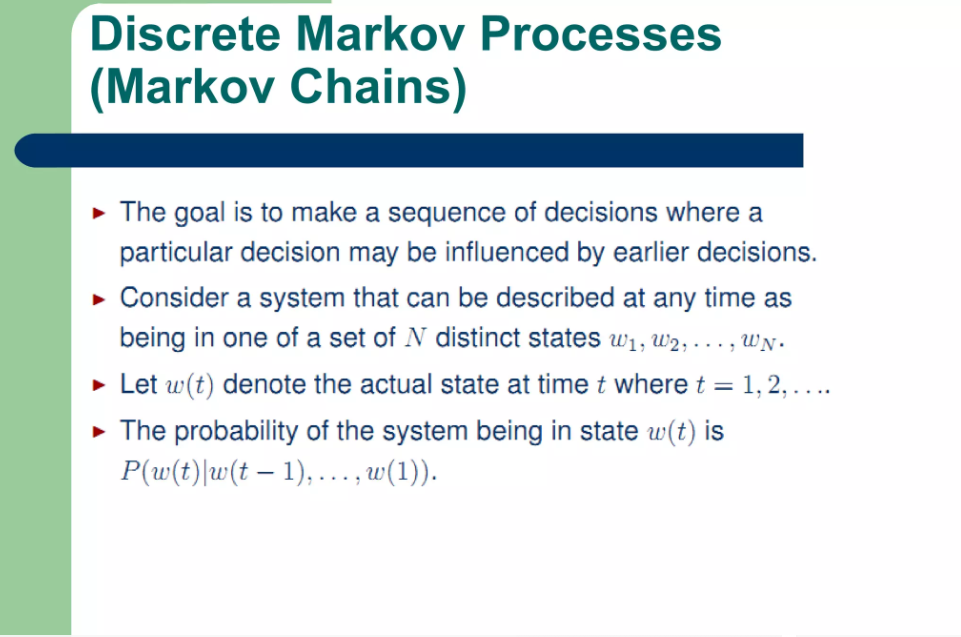 Discrete Markov Processes
(Markov Chains)
► The goal is to make a sequence of decisions where a
particular decision may be influenced by earlier decisions.
► Consider a system that can be described at any time as
being in one of a set of N distinct states w₁, w₂, . . . , w_N.
► Let w(t) denote the actual state at time t where t = 1, 2, . . ..
► The probability of the system being in state w(t) is
P(w(t)|w(t − 1), . . . , w(1)).